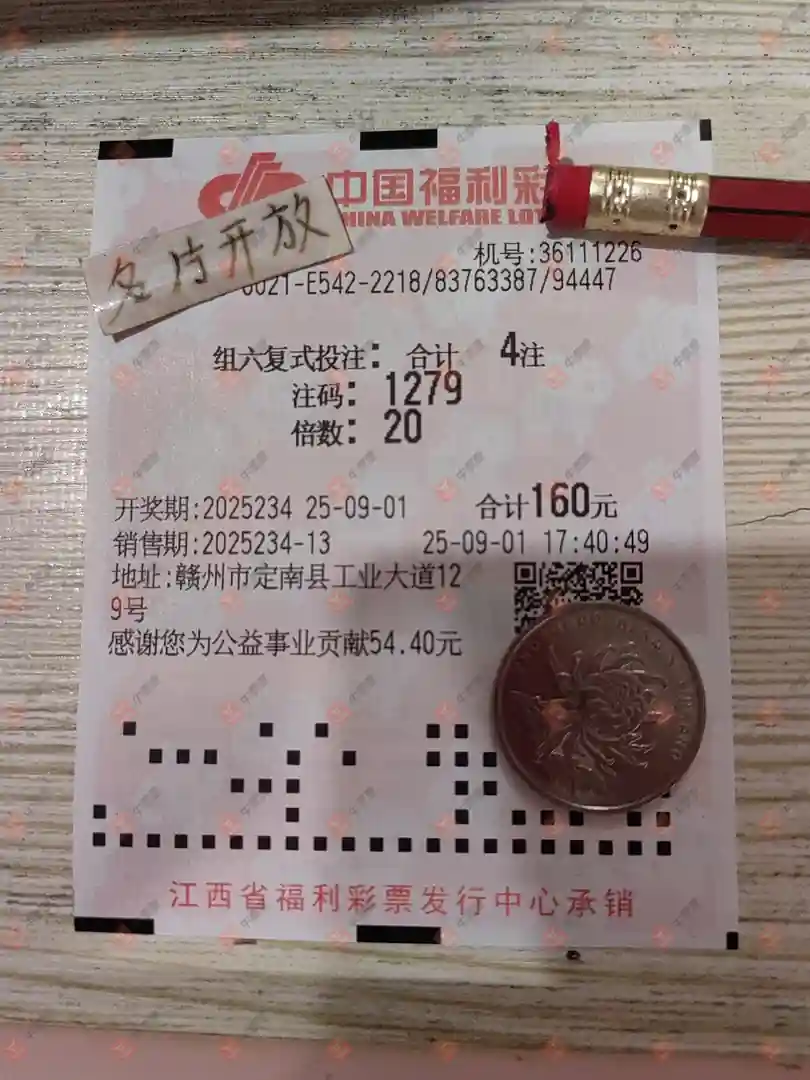 中国福利彩
CHINA WELFARE LOT
名片开放
机号:36111226
0021-E542-2218/83763387/94447
组六复式投注: 合计 4注
注码: 1279
倍数: 20
开奖期:2025234 25-09-01 合计160元
销售期:2025234-13 25-09-01 17:40:49
地址:赣州市定南县工业大道12
9号
感谢您为公益事业贡献54.40元
江西省福利彩票发行中心承销